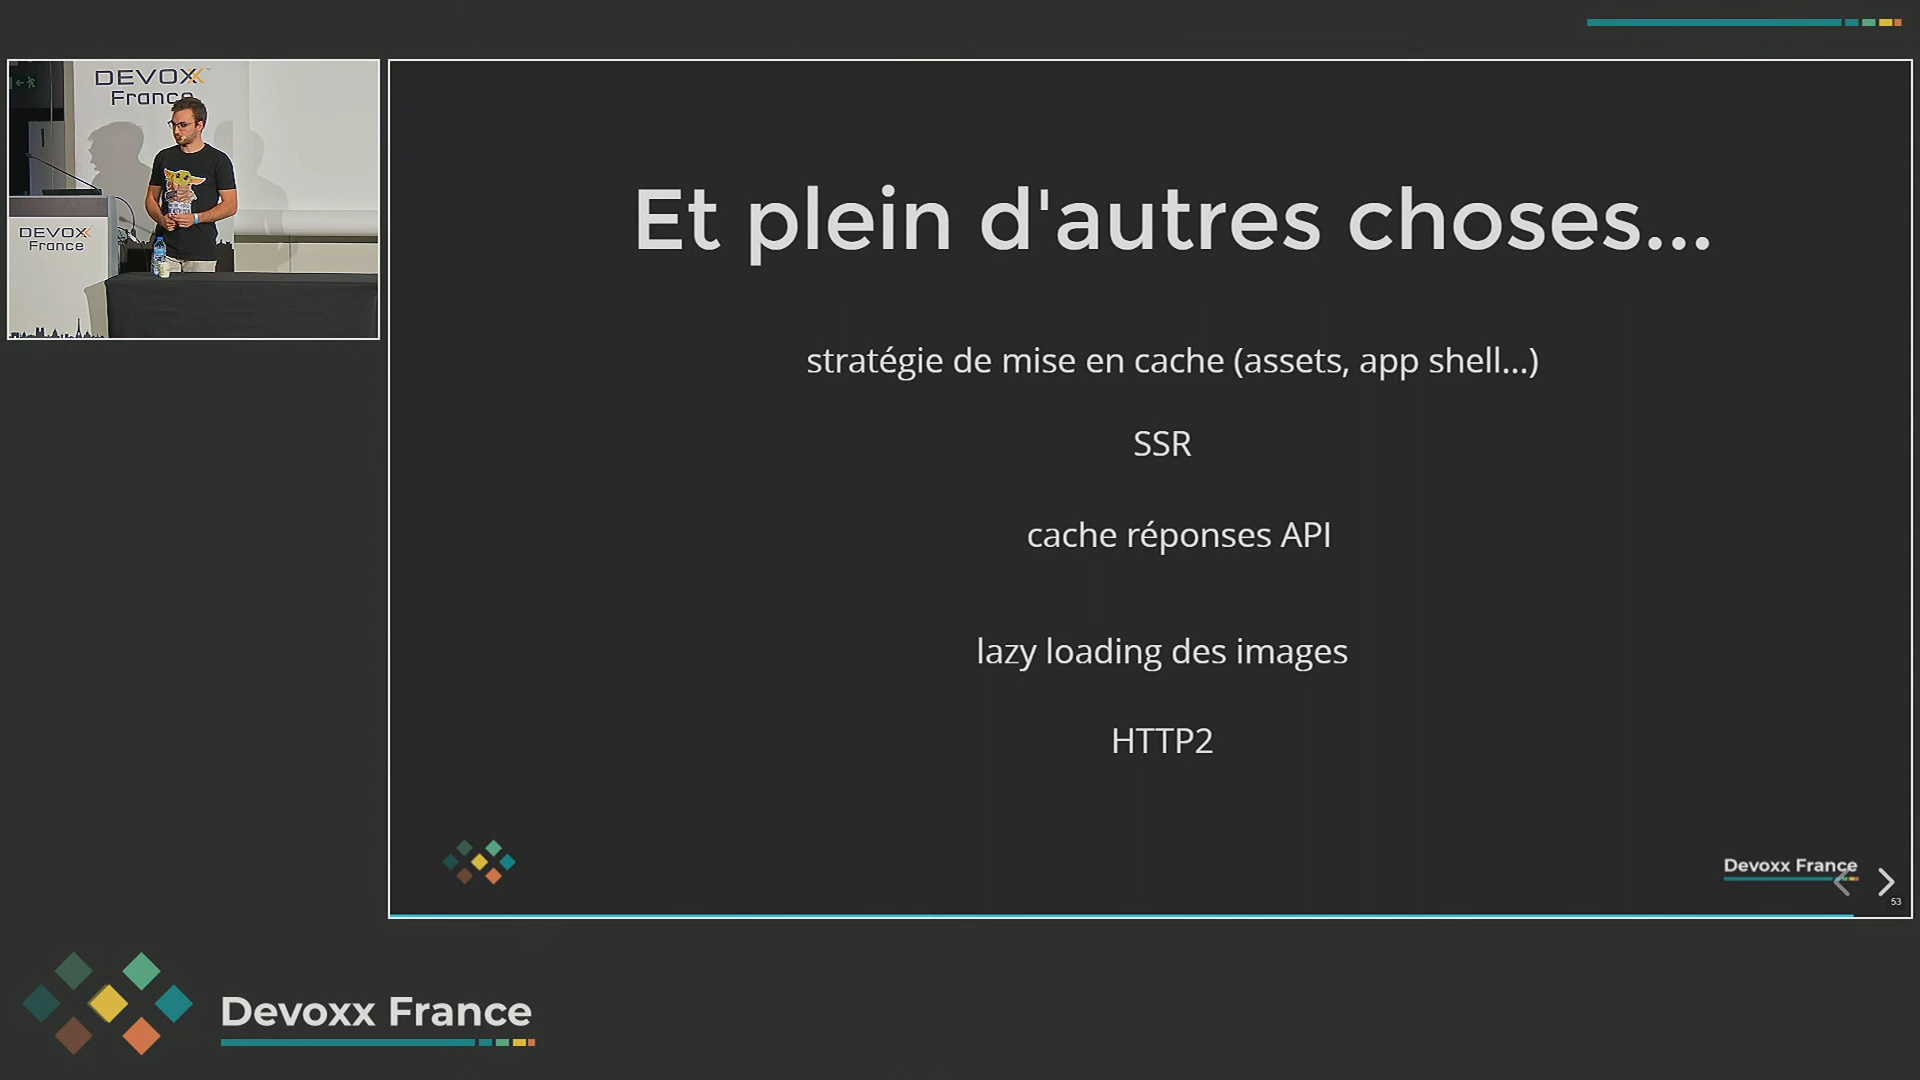 DEVOXX
France
DEVOXX
France
Et plein d'autres choses...
stratégie de mise en cache (assets, app shell...)
SSR
cache réponses API
lazy loading des images
HTTP2
Devoxx France
53
Devoxx France